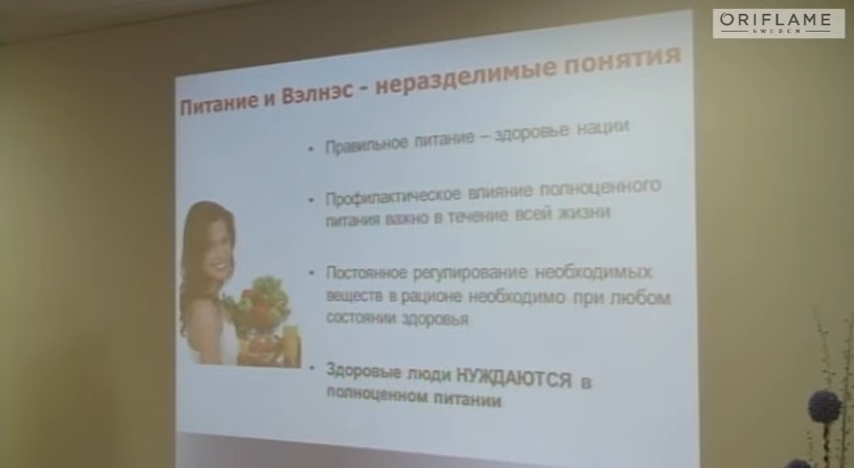 ORIFLAME
SWEDEN
Питание и Вэлнэс - неразделимые понятия
• Правильное питание – здоровье нации
• Профилактическое влияние полноценного
питания важно в течение всей жизни
• Постоянное регулирование необходимых
веществ в рационе необходимо при любом
состоянии здоровья
• Здоровые люди НУЖДАЮТСЯ в
полноценном питании